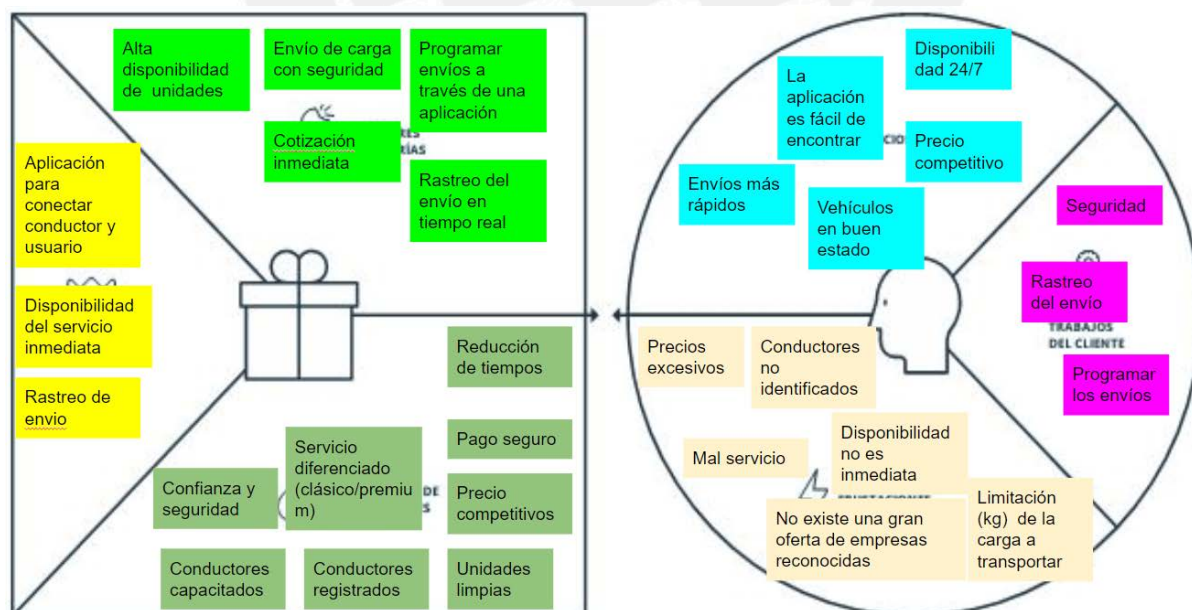 Alta
disponibilidad
de unidades
Envío de carga
con seguridad
Programar
envíos a
través de una
aplicación
Cotización
inmediata
RES
RÍAS
Rastreo del
envío en
tiempo real
Aplicación
para
conectar
conductor y
usuario
Disponibilidad
del servicio
inmediata
Rastreo de
envio
Reducción
de tiempos
Pago seguro
Servicio
diferenciado
(clásico/premiu
m)
Confianza y
seguridad
DE
S
Precio
competitivos
Conductores
capacitados
Conductores
registrados
Unidades
limpias
Disponibili
dad 24/7
La
aplicación
es fácil de
encontrar
CIO
Precio
competitivo
Envíos más
rápidos
Vehículos
en buen
estado
Seguridad
Rastreo
del envío
TRABAJOS
DEL CLIENTE
Programar
los envíos
Precios
excesivos
Conductores
no
identificados
Mal servicio
Disponibilidad
no es
inmediata
No existe una gran
oferta de empresas
reconocidas
Limitación
(kg) de la
carga a
transportar